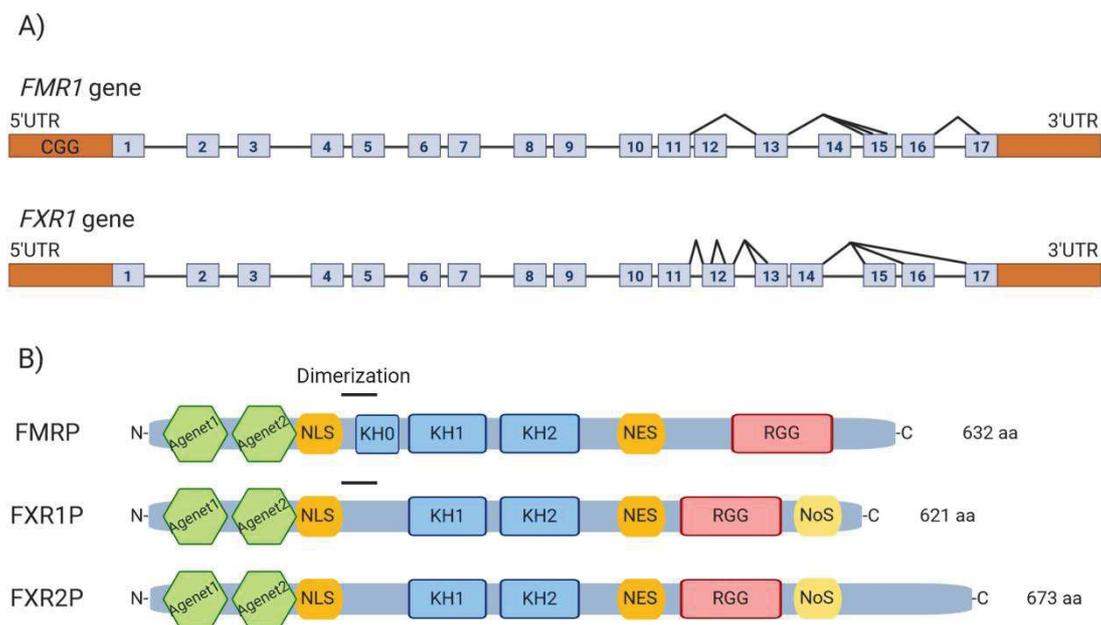 A)
FMR1 gene
5'UTR 3'UTR
CGG 1 2 3 4 5 6 7 8 9 10 11 12 13 14 15 16 17
FXR1 gene
5'UTR 3'UTR
1 2 3 4 5 6 7 8 9 10 11 12 13 14 15 16 17
B)
Dimerization
FMRP N- Agenet1 Agenet2 NLS KH0 KH1 KH2 NES RGG -C 632 aa
FXR1P N- Agenet1 Agenet2 NLS KH1 KH2 NES RGG NoS -C 621 aa
FXR2P N- Agenet1 Agenet2 NLS KH1 KH2 NES RGG NoS -C 673 aa